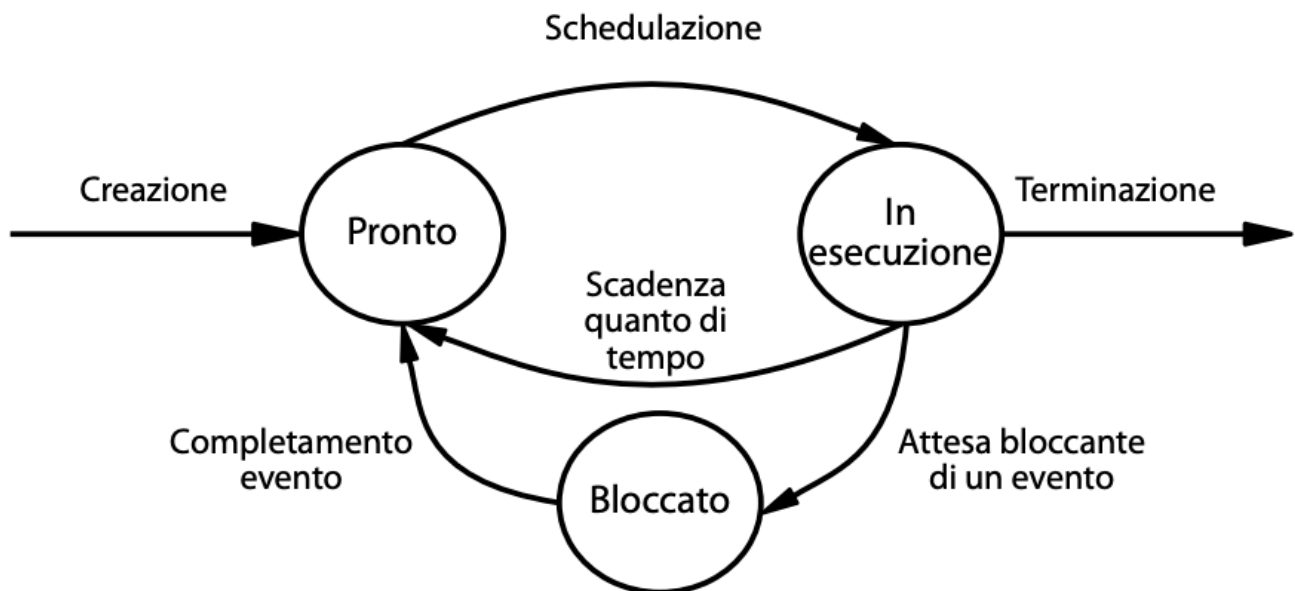 Schedulazione
Creazione
Pronto
In
esecuzione
Terminazione
Scadenza
quanto di
tempo
Completamento
evento
Bloccato
Attesa bloccante
di un evento